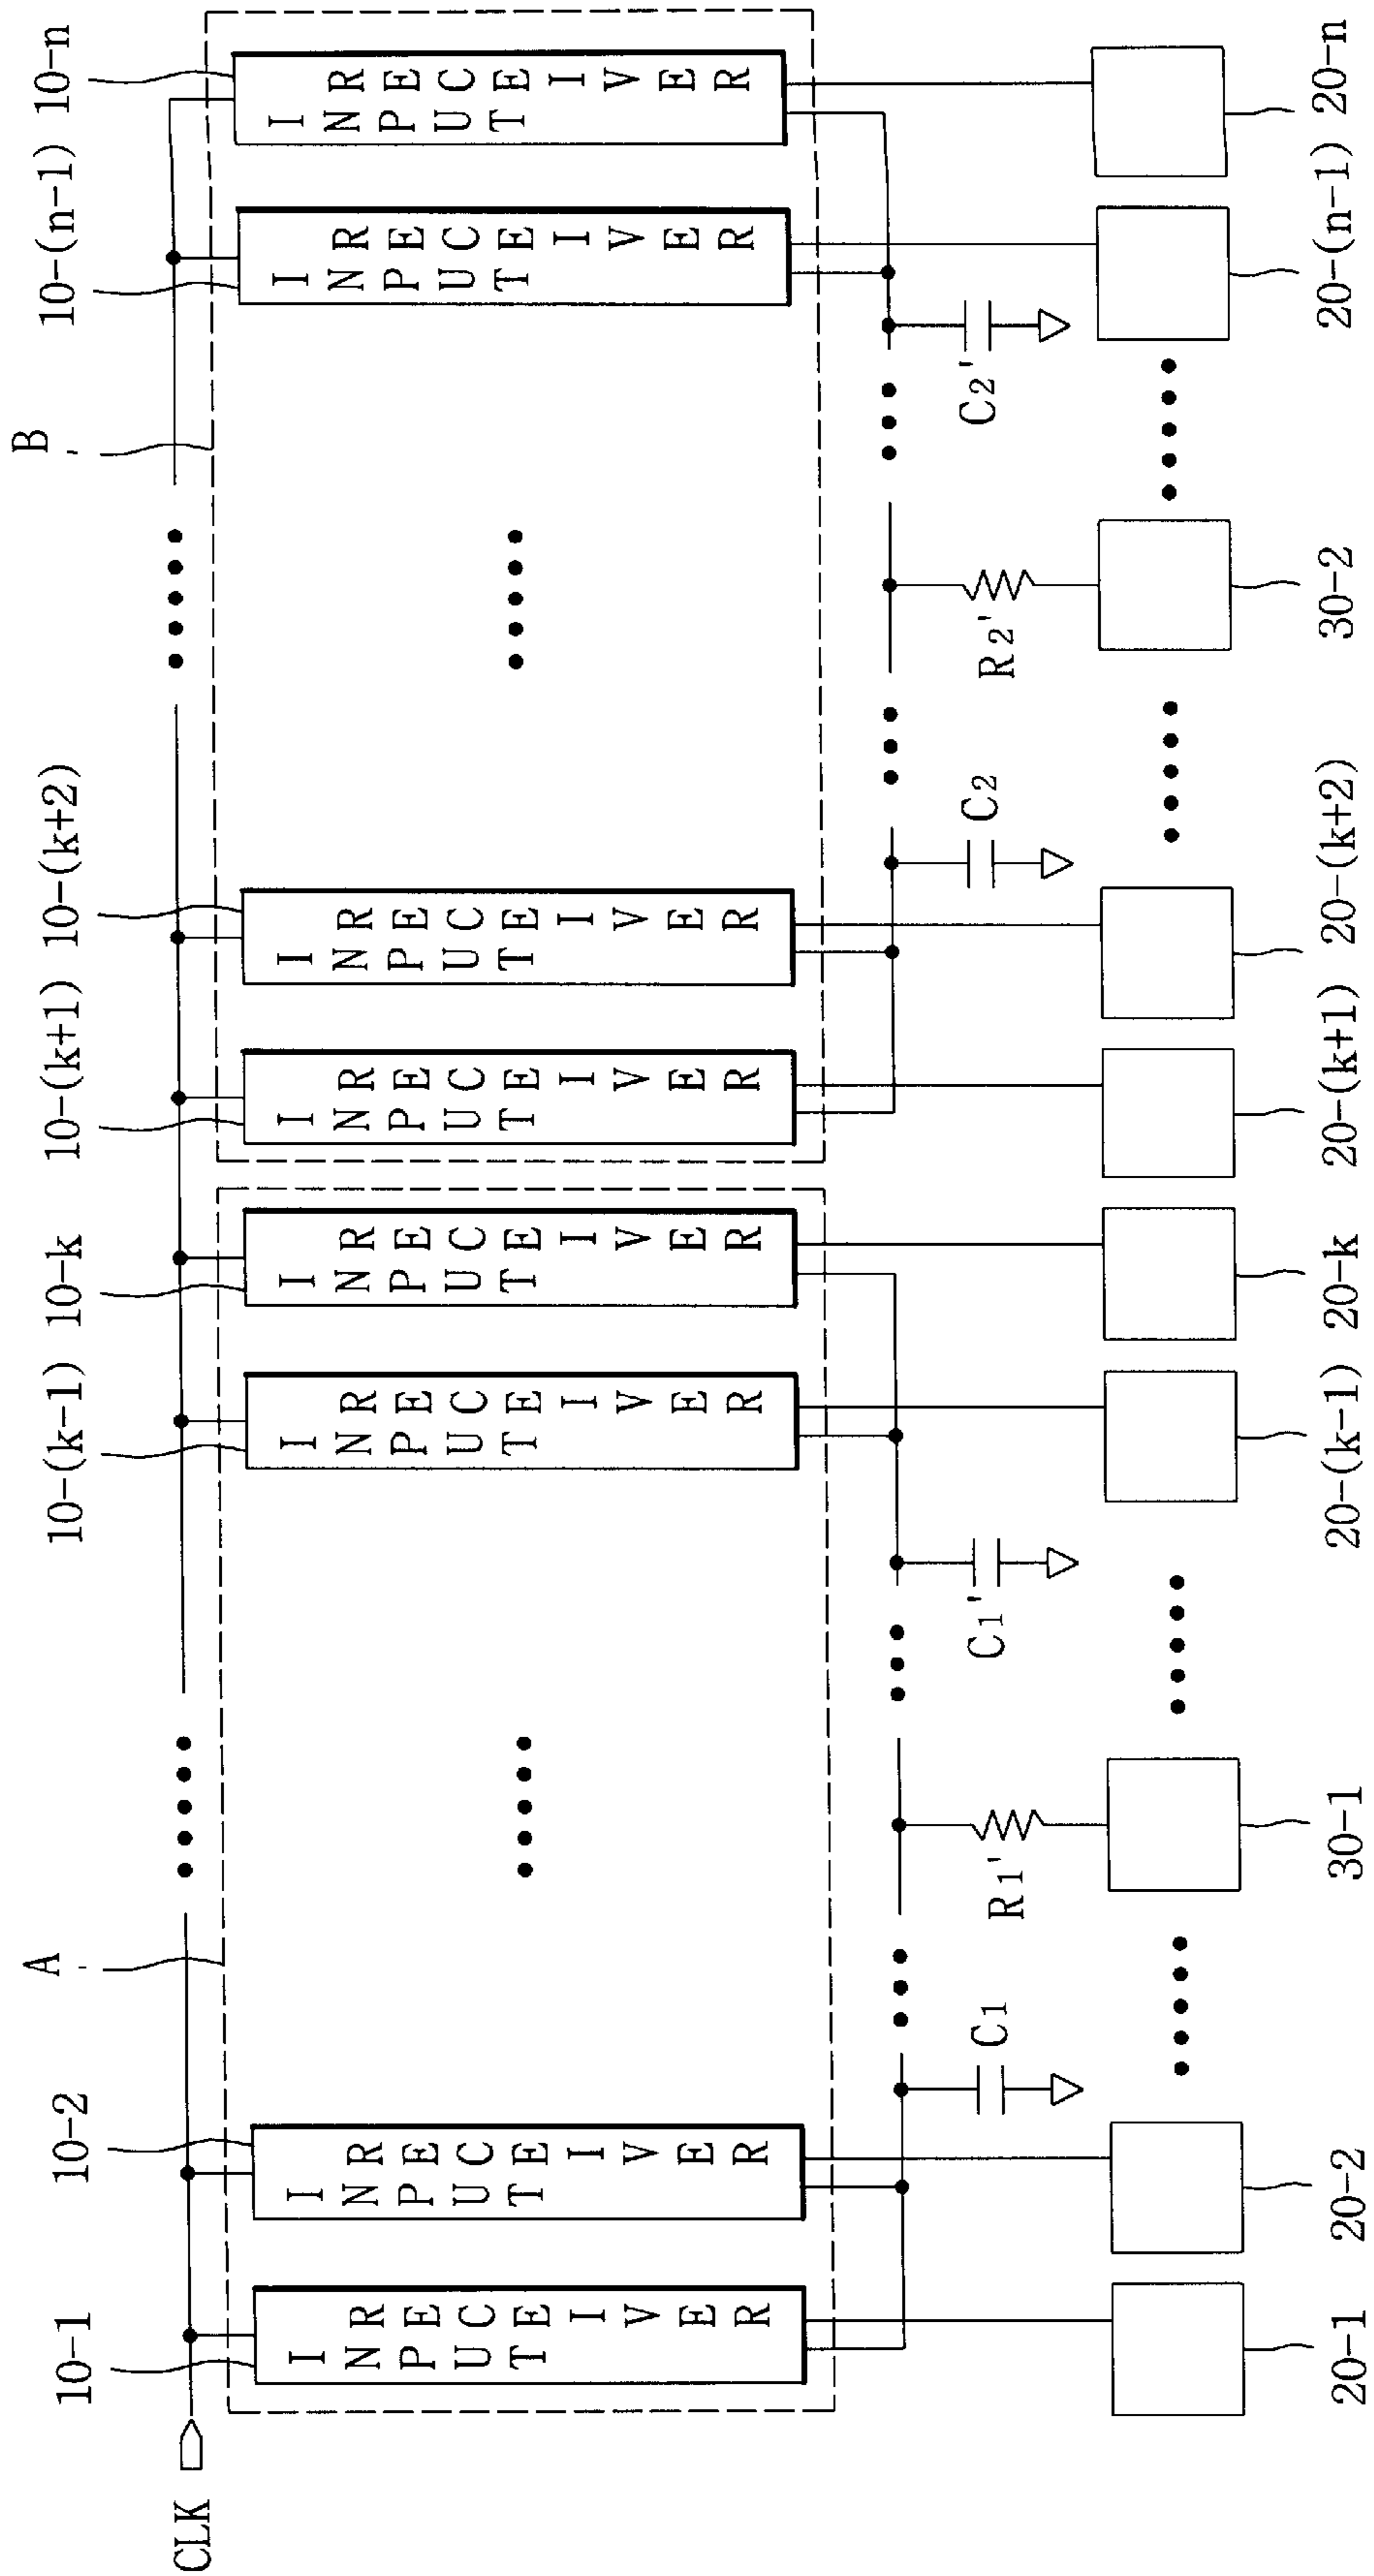 10-1 10-2 A 10-(k-1) 10-k 10-(k+1) 10-(k+2) B 10-(n-1) 10-n
CLK
INPUT RECEIVER
INPUT RECEIVER
INPUT RECEIVER
INPUT RECEIVER
INPUT RECEIVER
INPUT RECEIVER
INPUT RECEIVER
INPUT RECEIVER
C1 R1' C1' C2 R2' C2'
20-1 20-2 30-1 20-(k-1) 20-k 20-(k+1) 20-(k+2) 30-2 20-(n-1) 20-n